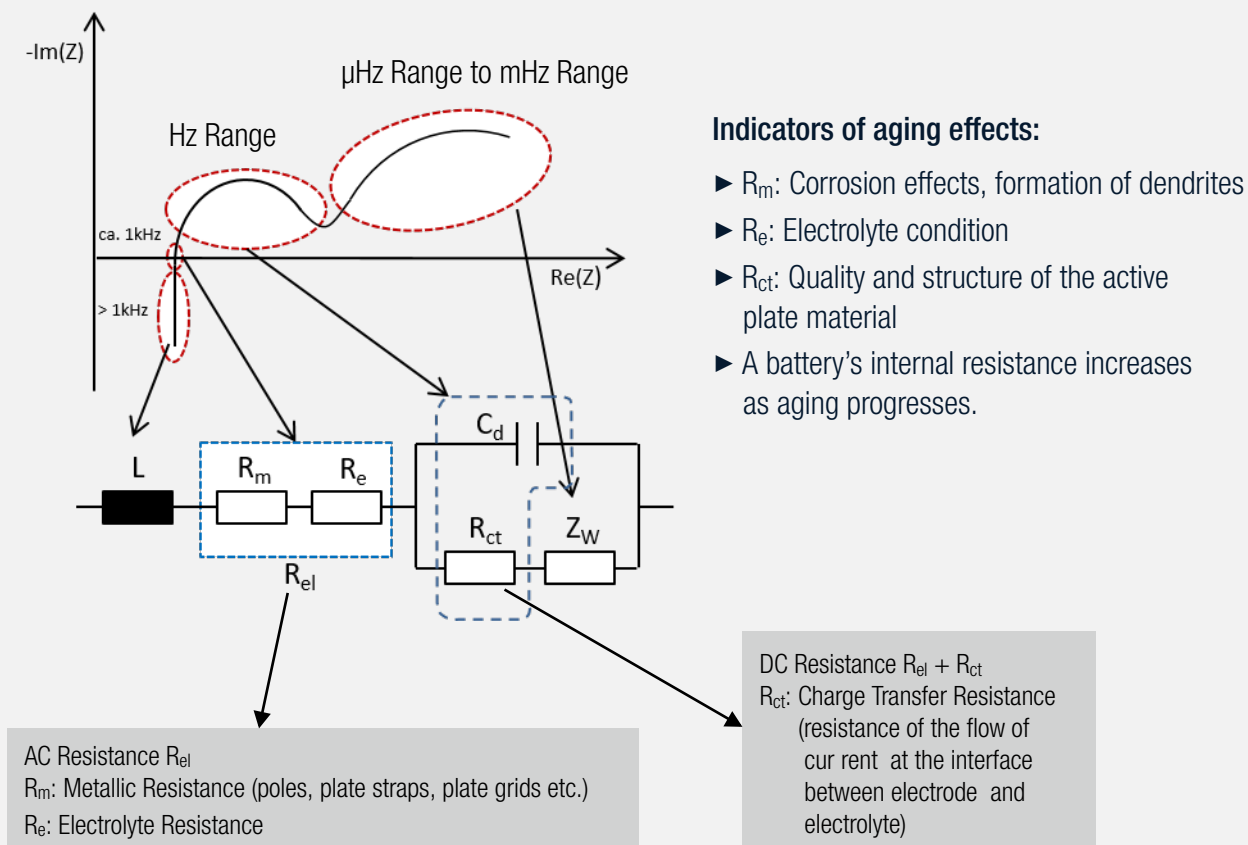 -Im(Z)
µHz Range to mHz Range
Hz Range
ca. 1kHz
> 1kHz
Re(Z)
Indicators of aging effects:
► Rm: Corrosion effects, formation of dendrites
► Re: Electrolyte condition
► Rct: Quality and structure of the active
plate material
► A battery’s internal resistance increases
as aging progresses.
L
Rm
Re
Cd
Rct
ZW
Rel
AC Resistance Rel
Rm: Metallic Resistance (poles, plate straps, plate grids etc.)
Re: Electrolyte Resistance
DC Resistance Rel + Rct
Rct: Charge Transfer Resistance
(resistance of the flow of
cur rent at the interface
between electrode and
electrolyte)